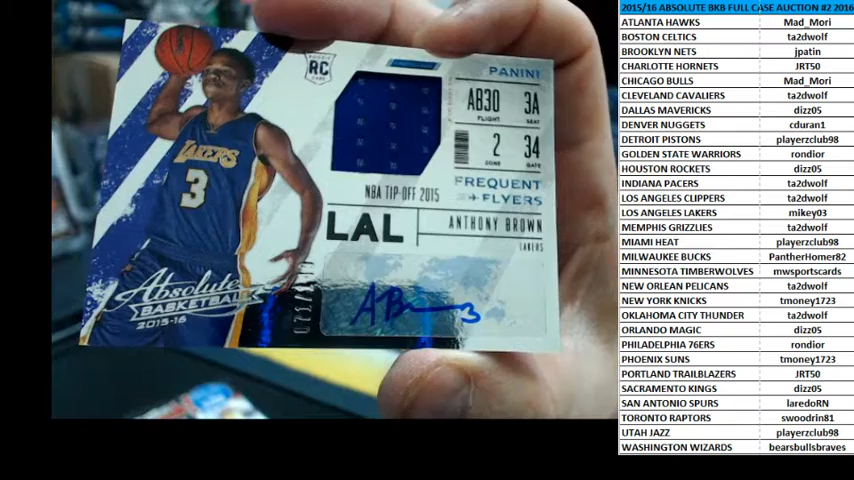 RC
PANINI
AB30 3A
FLIGHT SEAT
2 34
ZONE GATE
NBA TIP-OFF 2015
FREQUENT
FLYERS
LAL
ANTHONY BROWN
LAKERS
LAKERS
3
Absolute
BASKETBALL
2015-16
AB 3
2015/16 ABSOLUTE BKB FULL CASE AUCTION #2 2016
ATLANTA HAWKS Mad_Mori
BOSTON CELTICS ta2dwolf
BROOKLYN NETS jpatin
CHARLOTTE HORNETS JRT50
CHICAGO BULLS Mad_Mori
CLEVELAND CAVALIERS ta2dwolf
DALLAS MAVERICKS dizz05
DENVER NUGGETS cduran1
DETROIT PISTONS playerzclub98
GOLDEN STATE WARRIORS rondior
HOUSTON ROCKETS dizz05
INDIANA PACERS ta2dwolf
LOS ANGELES CLIPPERS ta2dwolf
LOS ANGELES LAKERS mikey03
MEMPHIS GRIZZLIES ta2dwolf
MIAMI HEAT playerzclub98
MILWAUKEE BUCKS PantherHomer82
MINNESOTA TIMBERWOLVES mwsportscards
NEW ORLEAN PELICANS ta2dwolf
NEW YORK KNICKS tmoney1723
OKLAHOMA CITY THUNDER ta2dwolf
ORLANDO MAGIC dizz05
PHILADELPHIA 76ERS rondior
PHOENIX SUNS tmoney1723
PORTLAND TRAILBLAZERS JRT50
SACRAMENTO KINGS dizz05
SAN ANTONIO SPURS laredoRN
TORONTO RAPTORS swoodrin81
UTAH JAZZ playerzclub98
WASHINGTON WIZARDS bearsbullsbraves